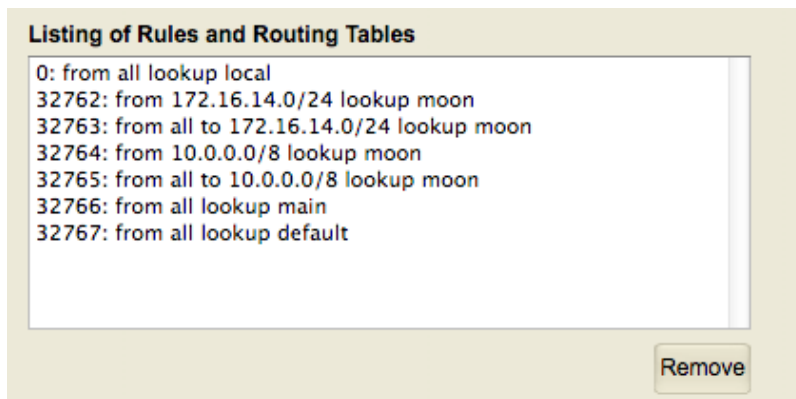 Listing of Rules and Routing Tables
0: from all lookup local
32762: from 172.16.14.0/24 lookup moon
32763: from all to 172.16.14.0/24 lookup moon
32764: from 10.0.0.0/8 lookup moon
32765: from all to 10.0.0.0/8 lookup moon
32766: from all lookup main
32767: from all lookup default
Remove